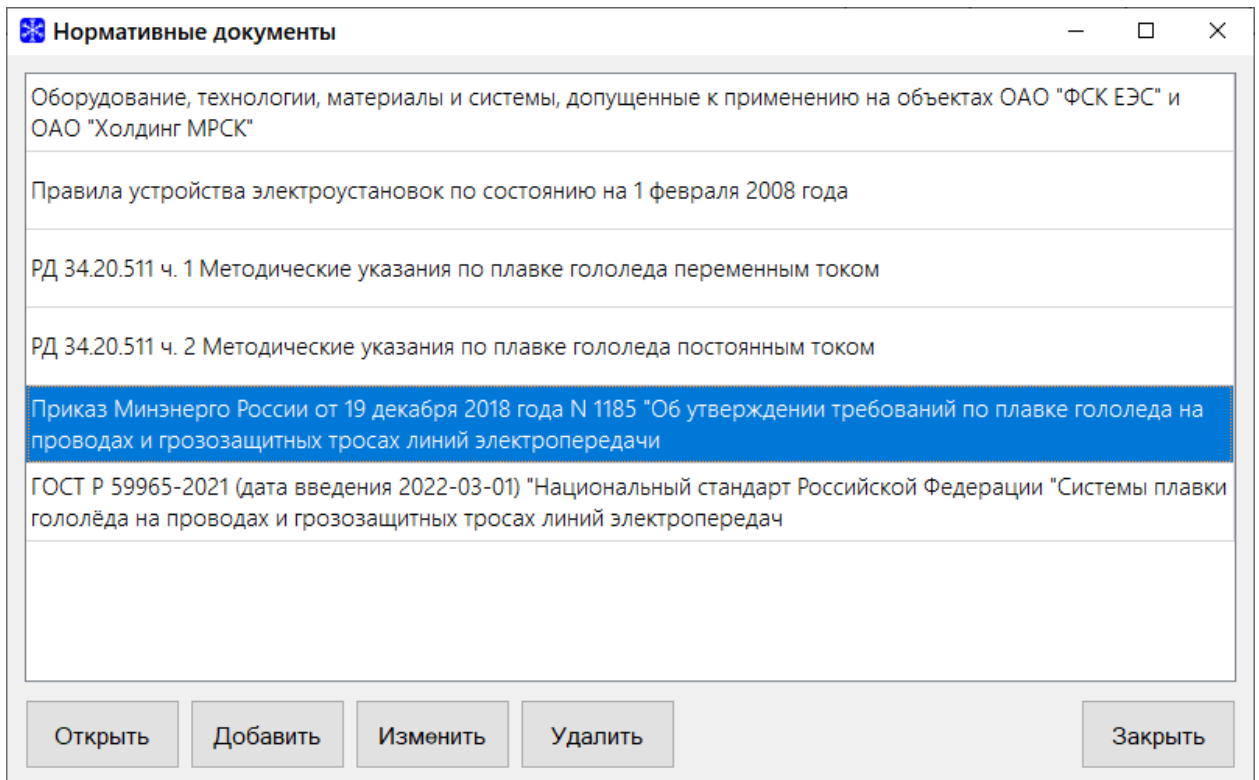 Нормативные документы
Оборудование, технологии, материалы и системы, допущенные к применению на объектах ОАО "ФСК ЕЭС" и
ОАО "Холдинг МРСК"
Правила устройства электроустановок по состоянию на 1 февраля 2008 года
РД 34.20.511 ч. 1 Методические указания по плавке гололеда переменным током
РД 34.20.511 ч. 2 Методические указания по плавке гололеда постоянным током
Приказ Минэнерго России от 19 декабря 2018 года N 1185 "Об утверждении требований по плавке гололеда на
проводах и грозозащитных тросах линий электропередачи
ГОСТ Р 59965-2021 (дата введения 2022-03-01) "Национальный стандарт Российской Федерации "Системы плавки
гололёда на проводах и грозозащитных тросах линий электропередач
Открыть Добавить Изменить Удалить Закрыть